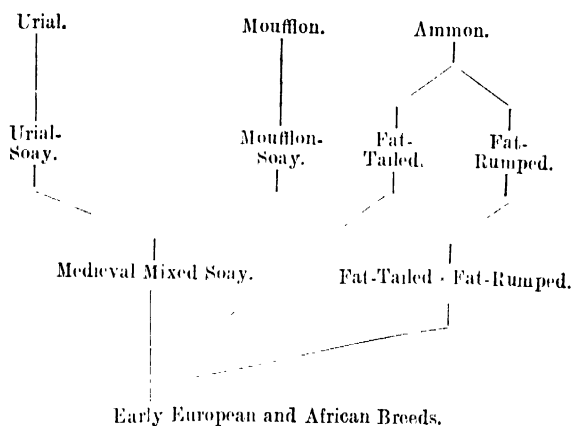 Urial. Moufflon. Ammon.
Urial- Moufflon- Fat- Fat-
Soay. Soay. Tailed. Rumped.
Medieval Mixed Soay. Fat-Tailed - Fat-Rumped.
Early European and African Breeds.